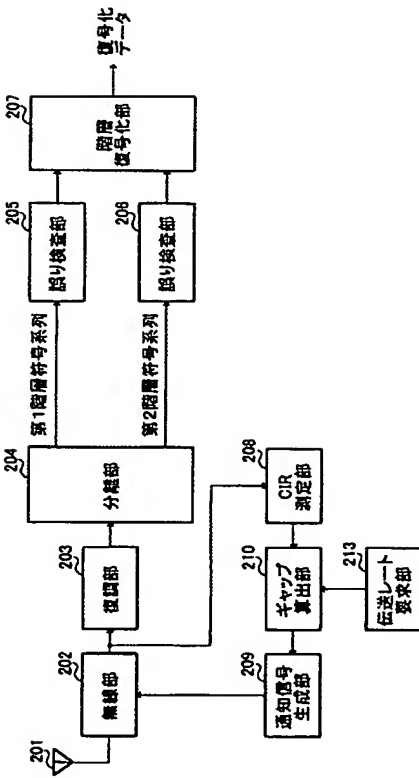 201
202
無線部
203
復調部
204
分離部
第1階層符号系列
第2階層符号系列
205
誤り検査部
206
誤り検査部
207
階層
復号化部
復号化
データ
208
CIR
測定部
210
ギャップ
算出部
209
通知信号
生成部
213
伝送レート
要求部